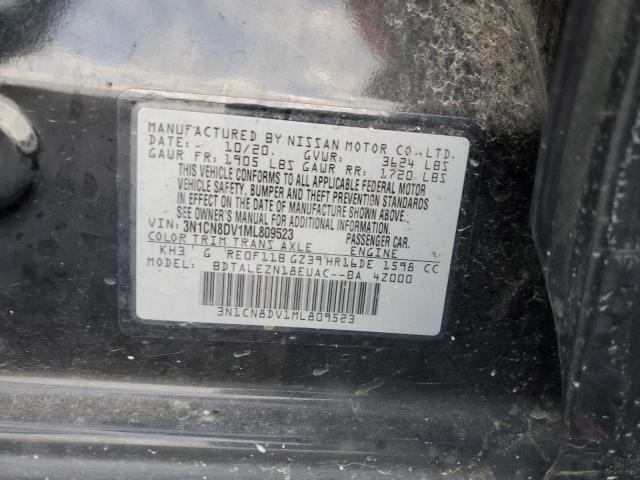 MANUFACTURED BY NISSAN MOTOR CO., LTD.
DATE: 10/20. GVWR: 3624 LBS
GAWR FR: 1905 LBS GAWR RR: 1720 LBS
THIS VEHICLE CONFORMS TO ALL APPLICABLE FEDERAL MOTOR
VEHICLE SAFETY, BUMPER AND THEFT PREVENTION STANDARDS
IN EFFECT ON THE DATE OF MANUFACTURE SHOWN ABOVE.
SEE OWNER'S MANUAL FOR ADDITIONAL INFORMATION.
VIN: 3N1CN8DV1ML809523 PASSENGER CAR.
COLOR TRIM TRANS AXLE ENGINE
KH3 G RE0F11B GZ39 HR16DE 1598 CC
MODEL: BDTALEZN18EUAC--BA 4Z000
3N1CN8DV1ML809523